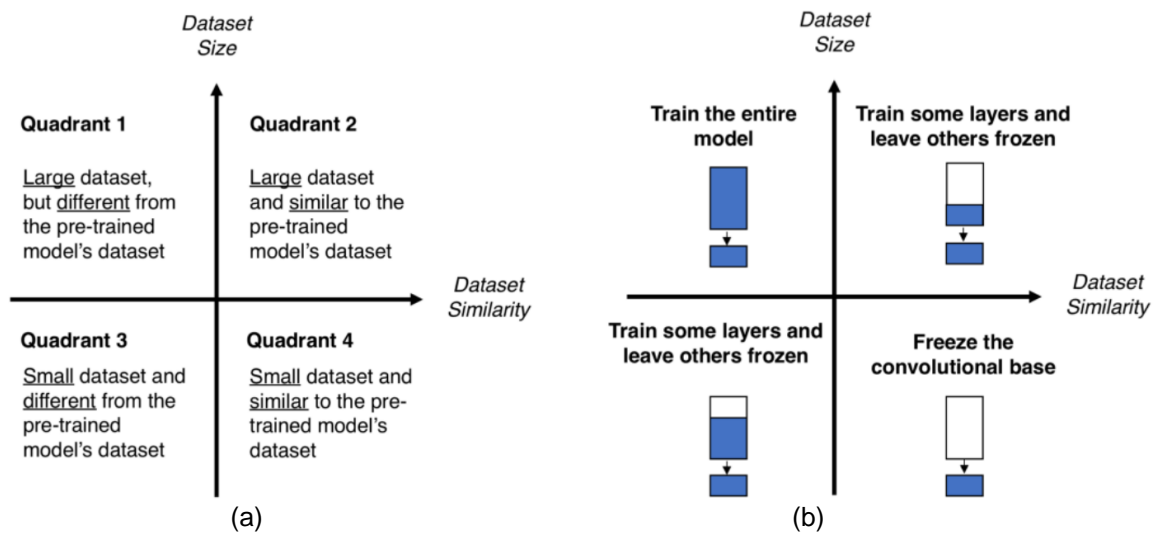 Dataset
Size
Quadrant 1
Large dataset,
but different from
the pre-trained
model's dataset
Quadrant 2
Large dataset
and similar to the
pre-trained
model's dataset
Dataset
Similarity
Quadrant 3
Small dataset and
different from the
pre-trained
model's dataset
Quadrant 4
Small dataset and
similar to the pre-
trained model's
dataset
(a)
Dataset
Size
Train the entire
model
Train some layers and
leave others frozen
Dataset
Similarity
Train some layers and
leave others frozen
Freeze the
convolutional base
(b)